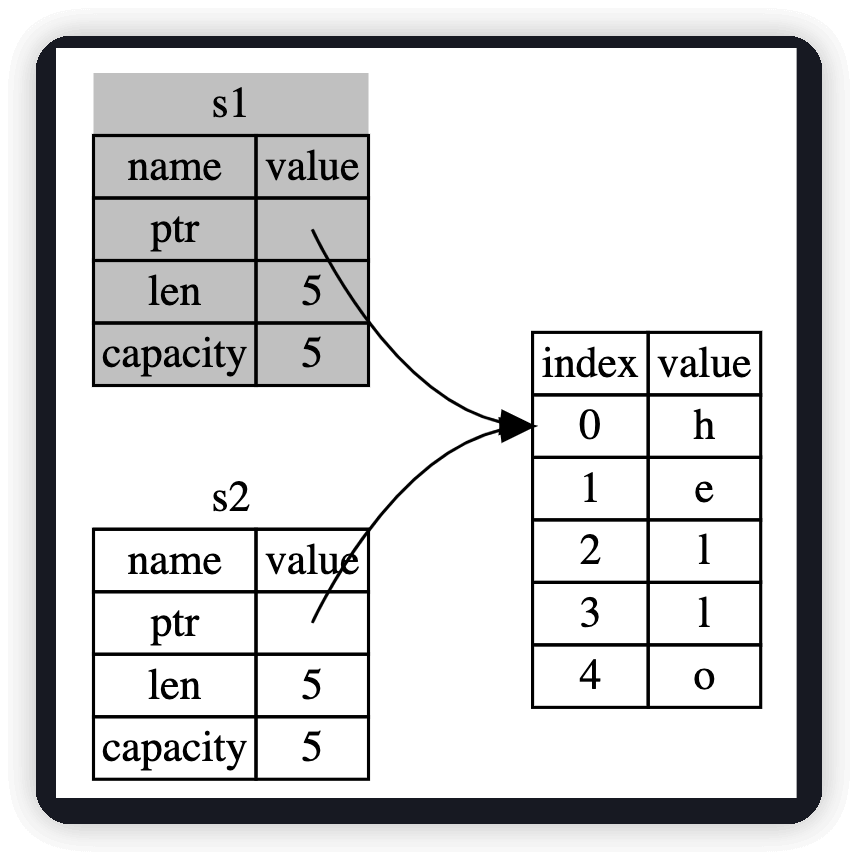 s1
name value
ptr
len 5
capacity 5
s2
name value
ptr
len 5
capacity 5
index value
0 h
1 e
2 l
3 l
4 o